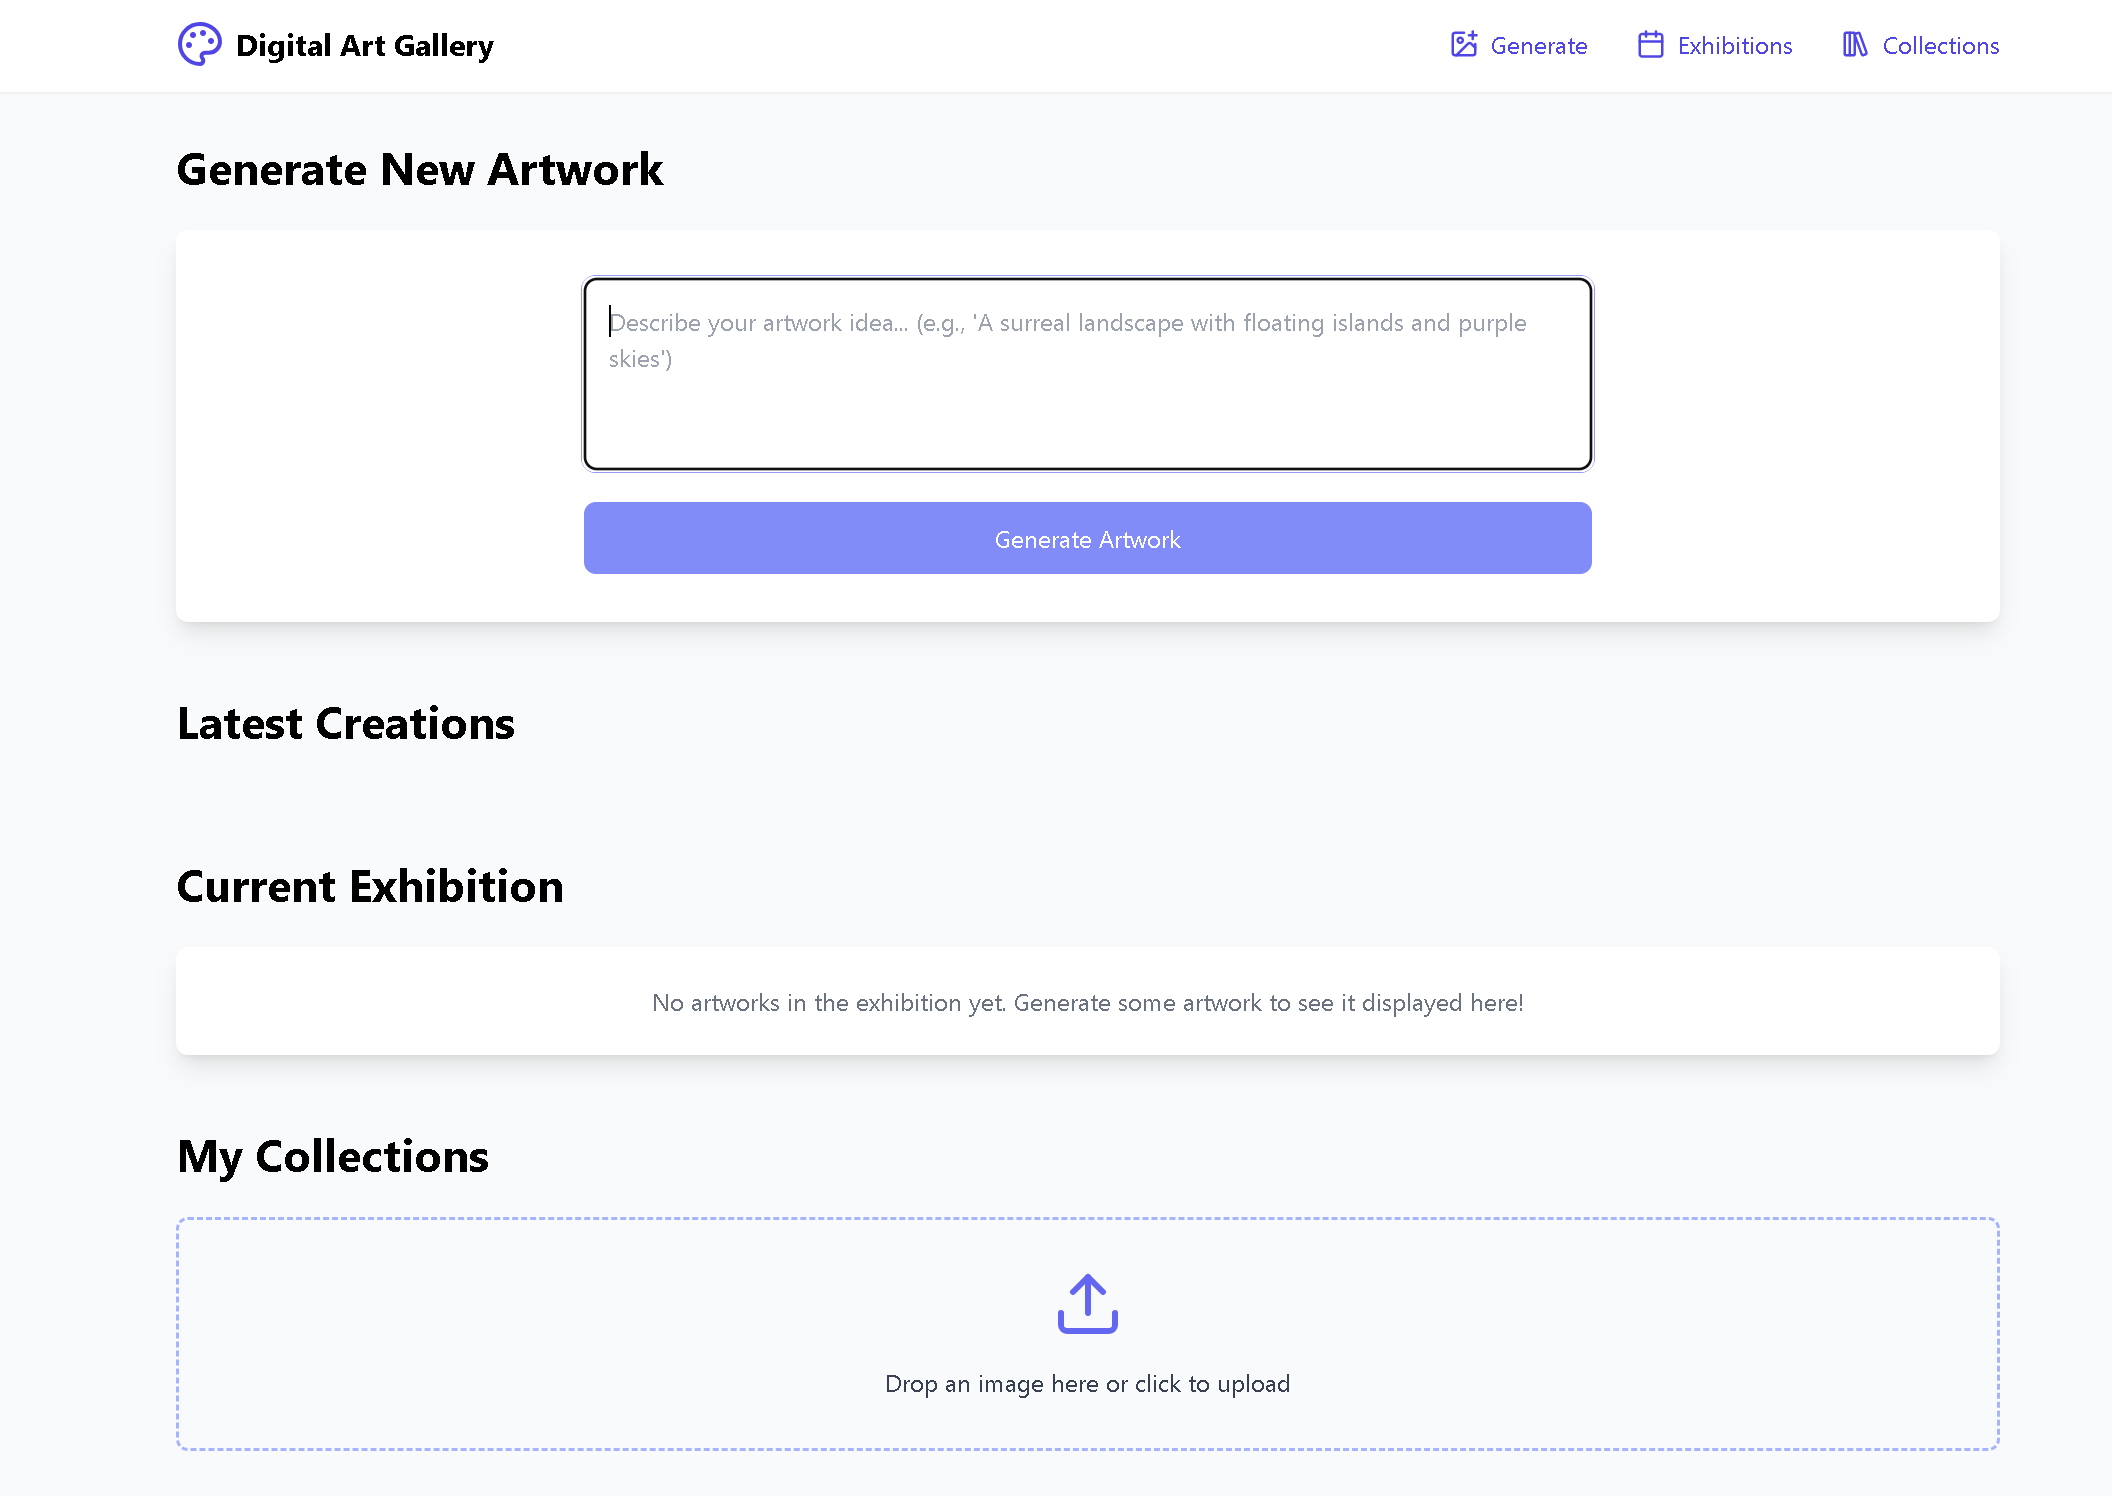 Digital Art Gallery
Generate
Exhibitions
Collections
Generate New Artwork
Describe your artwork idea... (e.g., 'A surreal landscape with floating islands and purple
skies')
Generate Artwork
Latest Creations
Current Exhibition
No artworks in the exhibition yet. Generate some artwork to see it displayed here!
My Collections
Drop an image here or click to upload